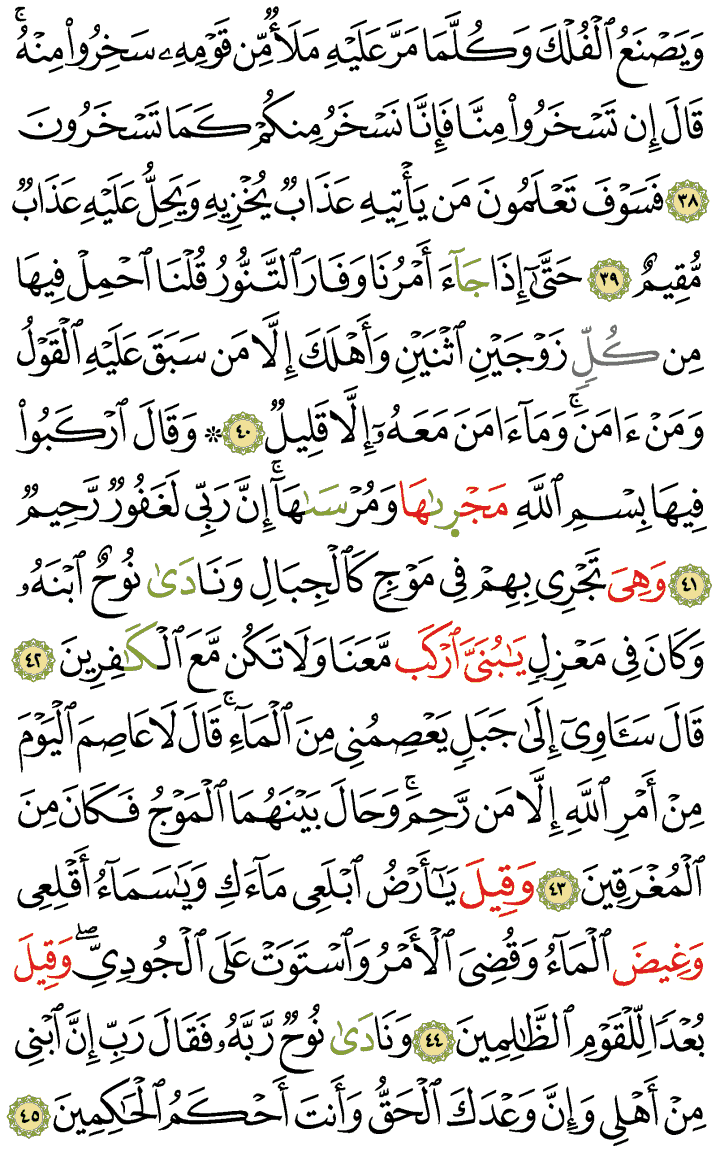 وَيَصْنَعُ ٱلْفُلْكَ وَكُلَّمَا مَرَّ عَلَيْهِ مَلَأٌ مِّن قَوْمِهِۦ سَخِرُوا۟ مِنْهُ ۚ
قَالَ إِن تَسْخَرُوا۟ مِنَّا فَإِنَّا نَسْخَرُ مِنكُمْ كَمَا تَسْخَرُونَ
٣٨ فَسَوْفَ تَعْلَمُونَ مَن يَأْتِيهِ عَذَابٌ يُخْزِيهِ وَيَحِلُّ عَلَيْهِ عَذَابٌ
مُّقِيمٌ ٣٩ حَتَّىٰٓ إِذَا جَآءَ أَمْرُنَا وَفَارَ ٱلتَّنُّورُ قُلْنَا ٱحْمِلْ فِيهَا
مِن كُلِّ زَوْجَيْنِ ٱثْنَيْنِ وَأَهْلَكَ إِلَّا مَن سَبَقَ عَلَيْهِ ٱلْقَوْلُ
وَمَنْ ءَامَنَ ۚ وَمَآ ءَامَنَ مَعَهُۥٓ إِلَّا قَلِيلٌ ٤٠ ۞ وَقَالَ ٱرْكَبُوا۟
فِيهَا بِسْمِ ٱللَّهِ مَجْر۪ىٰهَا وَمُرْسَىٰهَآ ۚ إِنَّ رَبِّى لَغَفُورٌ رَّحِيمٌ
٤١ وَهِىَ تَجْرِى بِهِمْ فِى مَوْجٍ كَٱلْجِبَالِ وَنَادَىٰ نُوحٌ ٱبْنَهُۥ
وَكَانَ فِى مَعْزِلٍ يَٰبُنَىَّ ٱرْكَب مَّعَنَا وَلَا تَكُن مَّعَ ٱلْكَٰفِرِينَ ٤٢
قَالَ سَـَٔاوِىٓ إِلَىٰ جَبَلٍ يَعْصِمُنِى مِنَ ٱلْمَآءِ ۚ قَالَ لَا عَاصِمَ ٱلْيَوْمَ
مِنْ أَمْرِ ٱللَّهِ إِلَّا مَن رَّحِمَ ۚ وَحَالَ بَيْنَهُمَا ٱلْمَوْجُ فَكَانَ مِنَ
ٱلْمُغْرَقِينَ ٤٣ وَقِيلَ يَٰٓأَرْضُ ٱبْلَعِى مَآءَكِ وَيَٰسَمَآءُ أَقْلِعِى
وَغِيضَ ٱلْمَآءُ وَقُضِىَ ٱلْأَمْرُ وَٱسْتَوَتْ عَلَى ٱلْجُودِىِّ ۖ وَقِيلَ
بُعْدًا لِّلْقَوْمِ ٱلظَّٰلِمِينَ ٤٤ وَنَادَىٰ نُوحٌ رَّبَّهُۥ فَقَالَ رَبِّ إِنَّ ٱبْنِى
مِنْ أَهْلِى وَإِنَّ وَعْدَكَ ٱلْحَقُّ وَأَنتَ أَحْكَمُ ٱلْحَٰكِمِينَ ٤٥